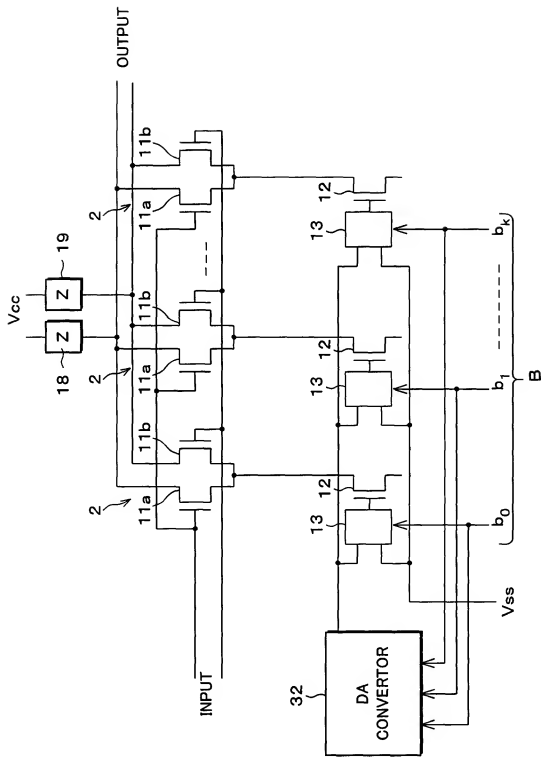 Vcc
18
Z
Z
19
OUTPUT
2
2
2
11a
11b
11a
11b
11a
11b
INPUT
12
12
12
13
13
13
32
DA
CONVERTOR
Vss
b0
b1
bk
B